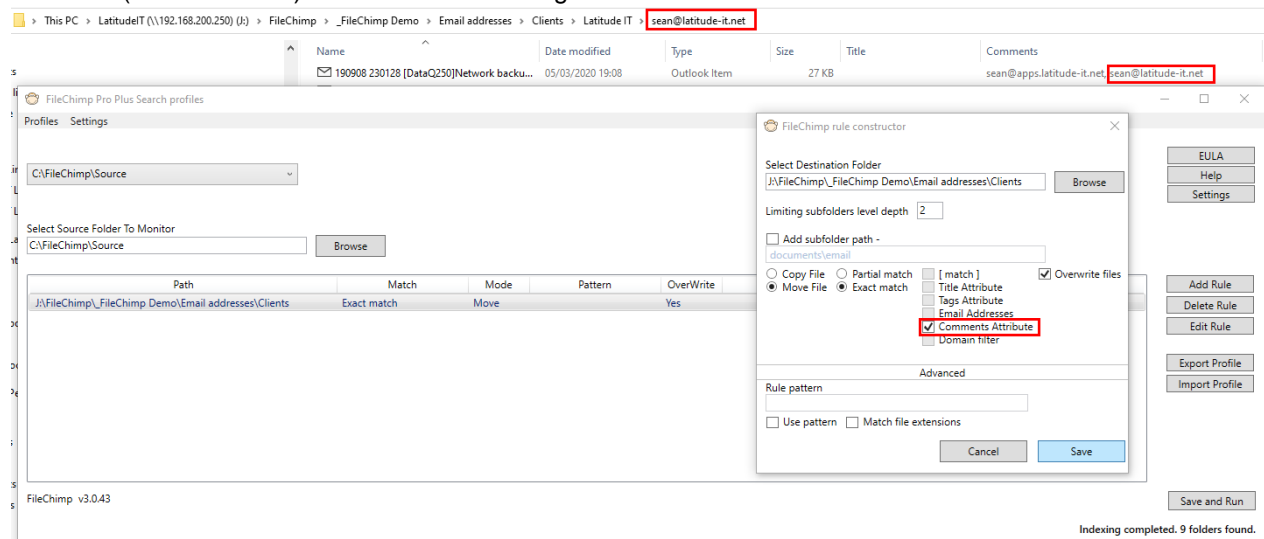 This PC > LatitudeIT (\\192.168.200.250) (J:) > FileChimp > _FileChimp Demo > Email addresses > Clients > Latitude IT > sean@latitude-it.net
Name Date modified Type Size Title Comments
190908 230128 [DataQ250]Network backu... 05/03/2020 19:08 Outlook Item 27 KB sean@apps.latitude-it.net, sean@latitude-it.net
FileChimp Pro Plus Search profiles
Profiles Settings
C:\FileChimp\Source
Select Source Folder To Monitor
C:\FileChimp\Source Browse
Path Match Mode Pattern OverWrite
J:\FileChimp\_FileChimp Demo\Email addresses\Clients Exact match Move Yes
FileChimp v3.0.43
FileChimp rule constructor
Select Destination Folder
J:\FileChimp\_FileChimp Demo\Email addresses\Clients Browse
Limiting subfolders level depth 2
Add subfolder path -
documents\email
Copy File Partial match [ match ] Overwrite files
Move File Exact match Title Attribute
Tags Attribute
Email Addresses
Comments Attribute
Domain filter
Advanced
Rule pattern
Use pattern Match file extensions
Cancel Save
EULA
Help
Settings
Add Rule
Delete Rule
Edit Rule
Export Profile
Import Profile
Save and Run
Indexing completed. 9 folders found.